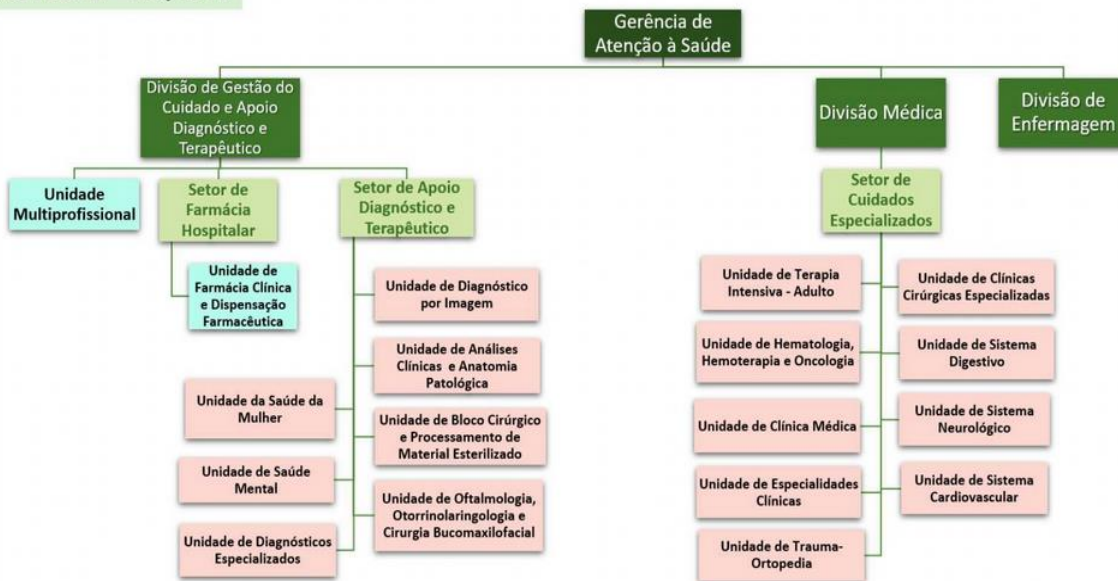 Gerência de
Atenção à Saúde
Divisão de Gestão do
Cuidado e Apoio
Diagnóstico e
Terapêutico
Divisão Médica
Divisão de
Enfermagem
Unidade
Multiprofissional
Setor de
Farmácia
Hospitalar
Setor de Apoio
Diagnóstico e
Terapêutico
Setor de
Cuidados
Especializados
Unidade de
Farmácia Clínica
e Dispensação
Farmacêutica
Unidade de Diagnóstico
por Imagem
Unidade de Análises
Clínicas e Anatomia
Patológica
Unidade da Saúde da
Mulher
Unidade de Bloco Cirúrgico
e Processamento de
Material Esterilizado
Unidade de Saúde
Mental
Unidade de Oftalmologia,
Otorrinolaringologia e
Cirurgia Bucomaxilofacial
Unidade de Diagnósticos
Especializados
Unidade de Terapia
Intensiva - Adulto
Unidade de Clínicas
Cirúrgicas Especializadas
Unidade de Hematologia,
Hemoterapia e Oncologia
Unidade de Sistema
Digestivo
Unidade de Clínica Médica
Unidade de Sistema
Neurológico
Unidade de Especialidades
Clínicas
Unidade de Sistema
Cardiovascular
Unidade de Trauma-
Ortopedia